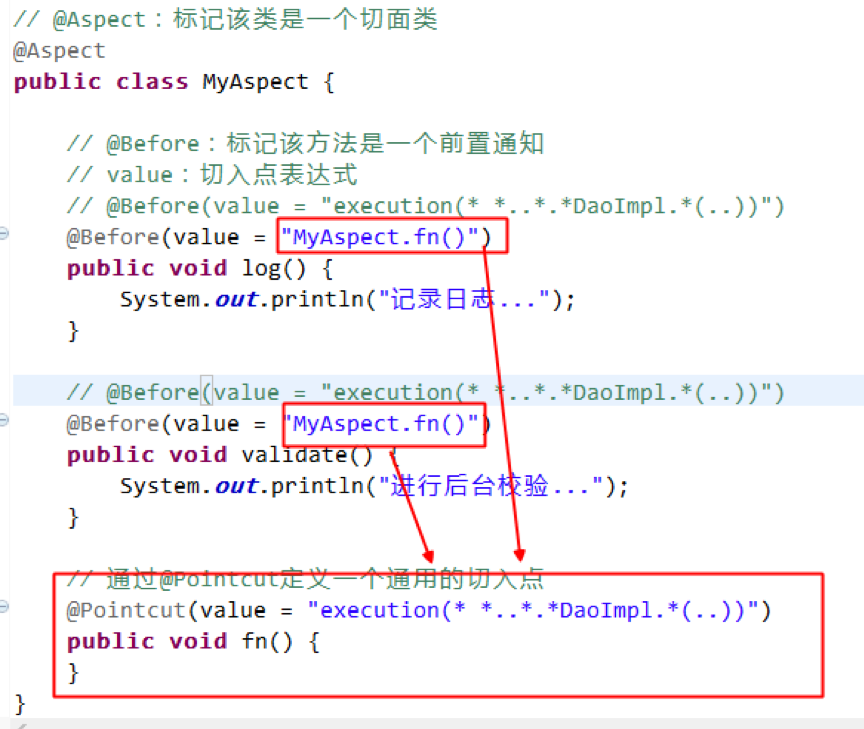 // @Aspect：标记该类是一个切面类
@Aspect
public class MyAspect {
// @Before：标记该方法是一个前置通知
// value：切入点表达式
// @Before(value = "execution(* *..*.*DaoImpl.*(..))")
@Before(value = "MyAspect.fn()")
public void log() {
System.out.println("记录日志...");
}
// @Before(value = "execution(* *..*.*DaoImpl.*(..))")
@Before(value = "MyAspect.fn()")
public void validate() {
System.out.println("进行后台校验...");
}
// 通过@Pointcut定义一个通用的切入点
@Pointcut(value = "execution(* *..*.*DaoImpl.*(..))")
public void fn() {
}
}